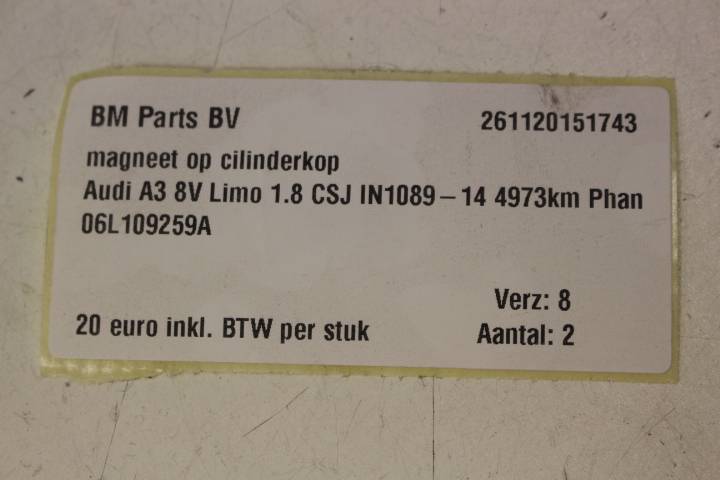 BM Parts BV 261120151743
magneet op cilinderkop
Audi A3 8V Limo 1.8 CSJ IN1089-14 4973km Phan
06L109259A
Verz: 8
20 euro inkl. BTW per stuk Aantal: 2